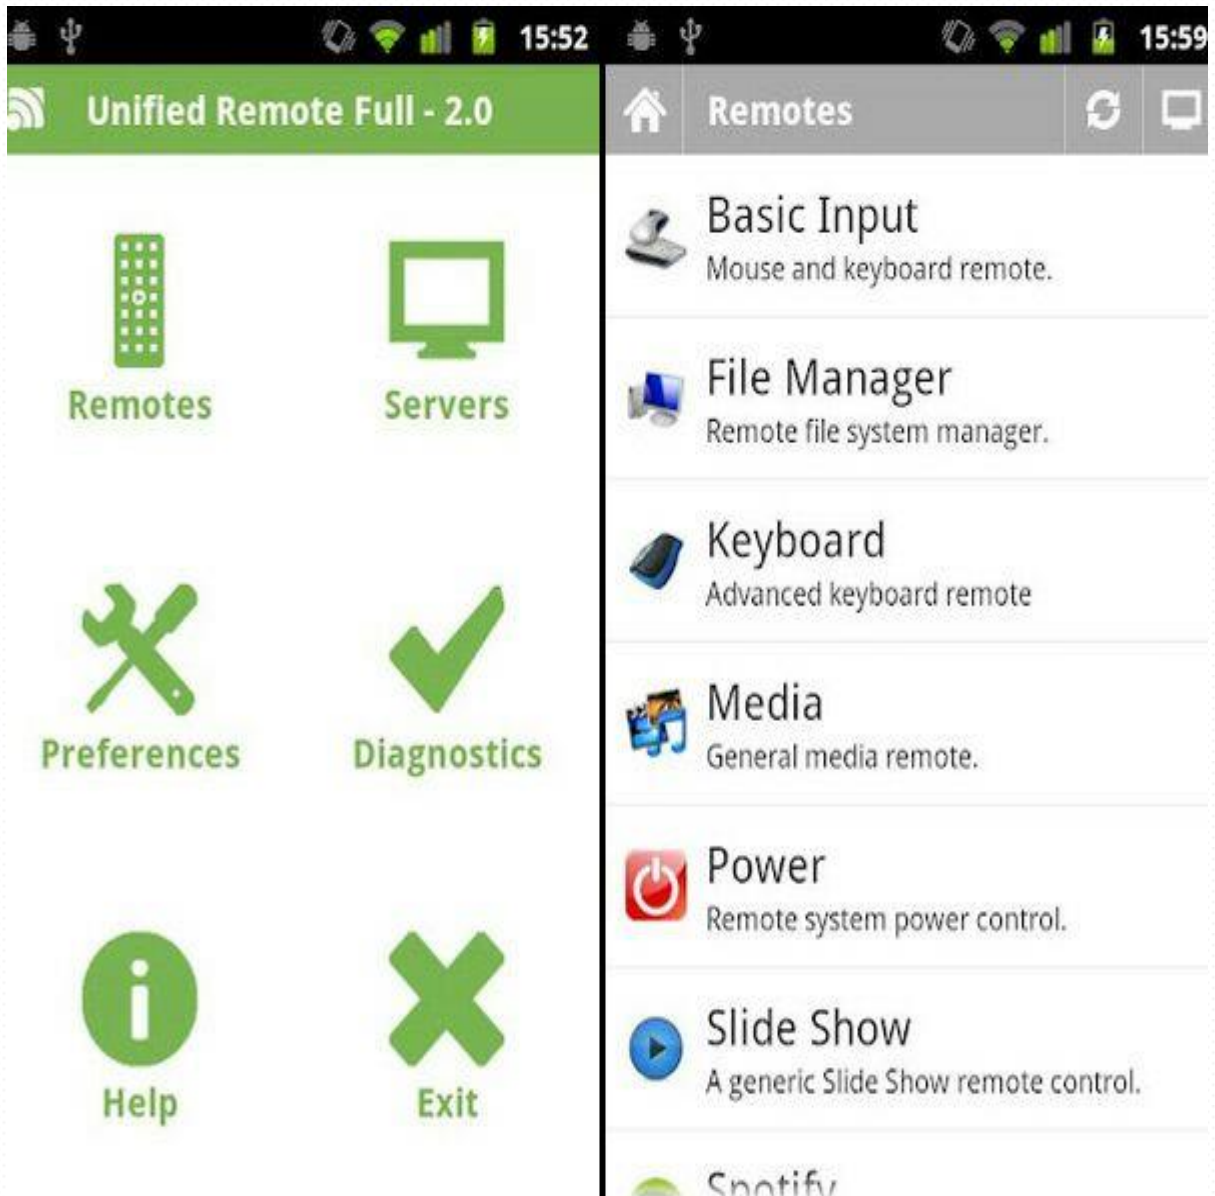 15:52
Unified Remote Full - 2.0
Remotes
Servers
Preferences
Diagnostics
Help
Exit
15:59
Remotes
Basic Input
Mouse and keyboard remote.
File Manager
Remote file system manager.
Keyboard
Advanced keyboard remote
Media
General media remote.
Power
Remote system power control.
Slide Show
A generic Slide Show remote control.
Spotify